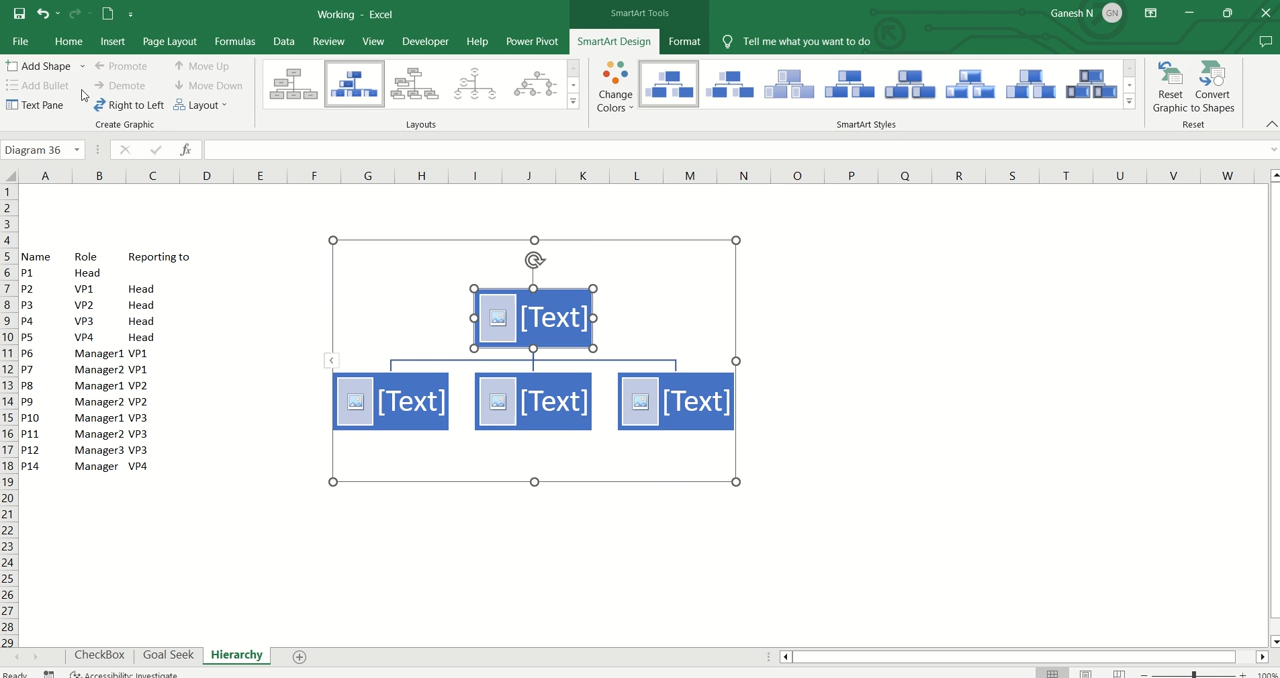 Working - Excel
SmartArt Tools
Ganesh N
GN
File Home Insert Page Layout Formulas Data Review View Developer Help Power Pivot SmartArt Design Format Tell me what you want to do
Add Shape Promote Move Up
Add Bullet Demote Move Down
Text Pane Right to Left Layout
Create Graphic
Layouts
Change
Colors
SmartArt Styles
Reset
Graphic
Convert
to Shapes
Reset
Diagram 36
fx
A B C D E F G H I J K L M N O P Q R S T U V W
1
2
3
4
5 Name Role Reporting to
6 P1 Head
7 P2 VP1 Head
8 P3 VP2 Head
9 P4 VP3 Head
10 P5 VP4 Head
11 P6 Manager1 VP1
12 P7 Manager2 VP1
13 P8 Manager1 VP2
14 P9 Manager2 VP2
15 P10 Manager1 VP3
16 P11 Manager2 VP3
17 P12 Manager3 VP3
18 P14 Manager VP4
19
20
21
22
23
24
25
26
27
28
29
[Text]
[Text] [Text] [Text]
CheckBox Goal Seek Hierarchy
Ready Accessibility: Investigate 100%